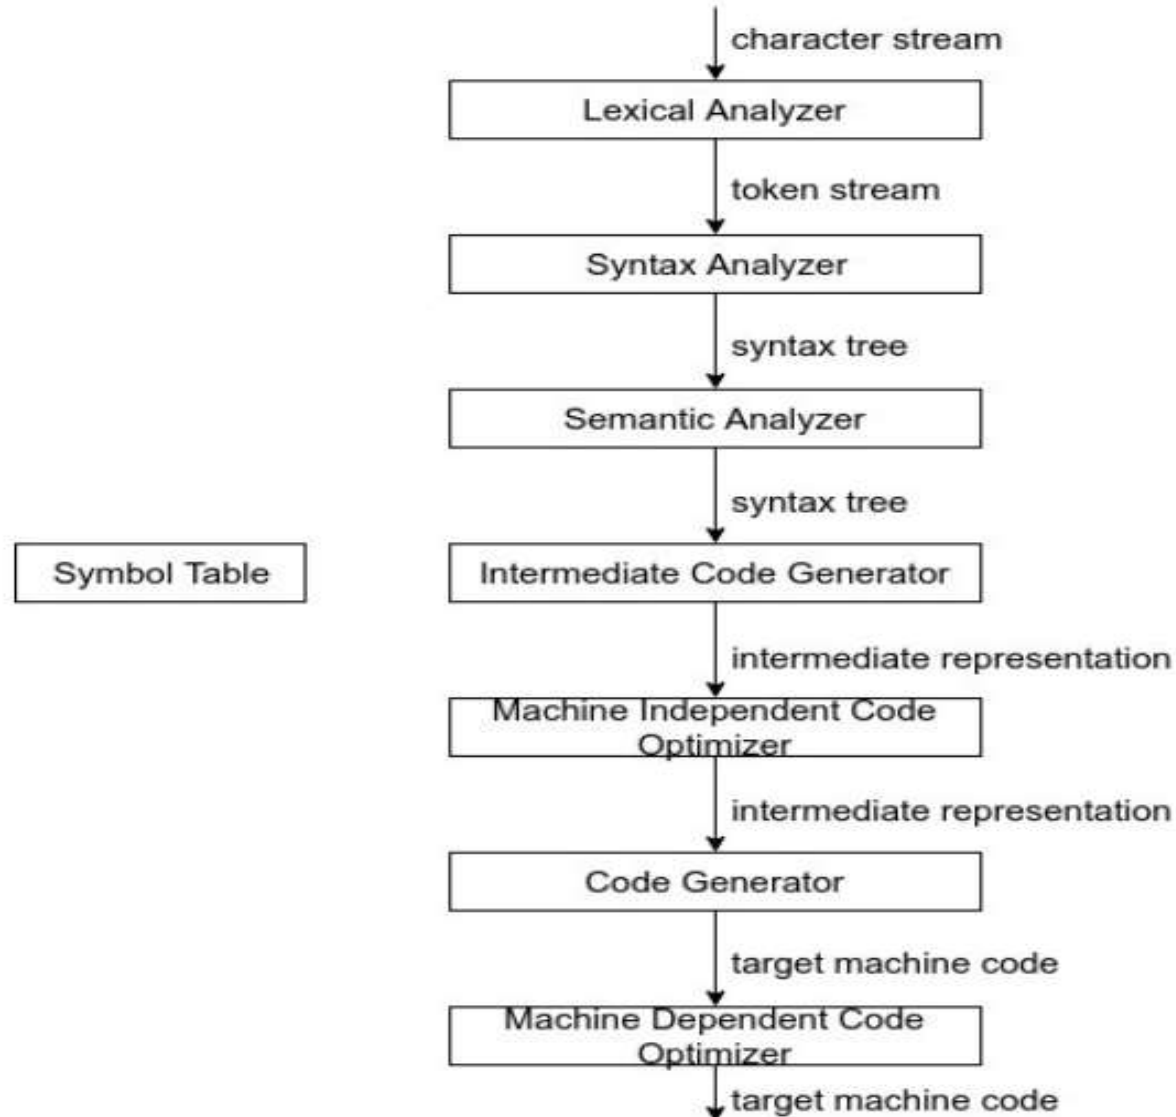 character stream
Lexical Analyzer
token stream
Syntax Analyzer
syntax tree
Semantic Analyzer
syntax tree
Symbol Table
Intermediate Code Generator
intermediate representation
Machine Independent Code
Optimizer
intermediate representation
Code Generator
target machine code
Machine Dependent Code
Optimizer
target machine code